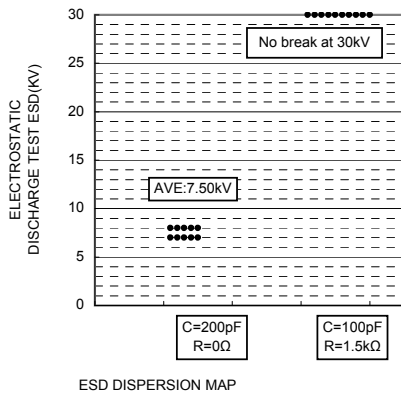 ELECTROSTATIC
DISCHARGE TEST ESD(KV)
30
25
20
15
10
5
0
No break at 30kV
AVE:7.50kV
C=200pF
R=0Ω
C=100pF
R=1.5kΩ
ESD DISPERSION MAP